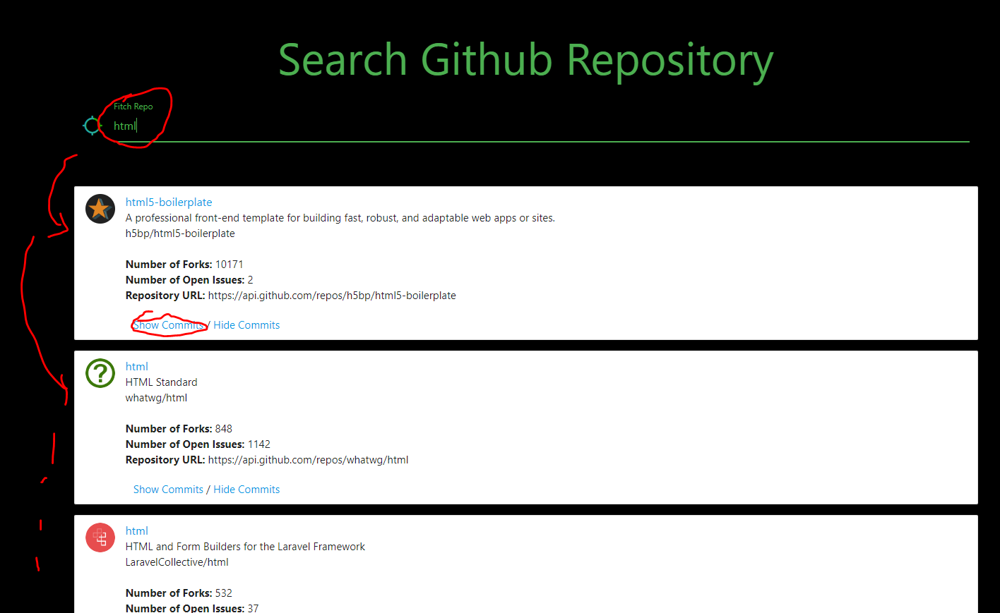 Search Github Repository
Fitch Repo
html
html5-boilerplate
A professional front-end template for building fast, robust, and adaptable web apps or sites.
h5bp/html5-boilerplate
Number of Forks: 10171
Number of Open Issues: 2
Repository URL: https://api.github.com/repos/h5bp/html5-boilerplate
Show Commits / Hide Commits
html
HTML Standard
whatwg/html
Number of Forks: 848
Number of Open Issues: 1142
Repository URL: https://api.github.com/repos/whatwg/html
Show Commits / Hide Commits
html
HTML and Form Builders for the Laravel Framework
LaravelCollective/html
Number of Forks: 532
Number of Open Issues: 37